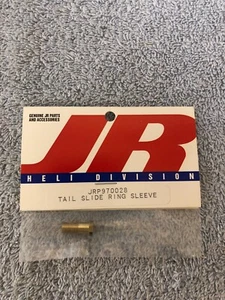 GENUINE JR PARTS
AND ACCESSORIES
JR
HELI DIVISION
JRP970028
TAIL SLIDE RING SLEEVE